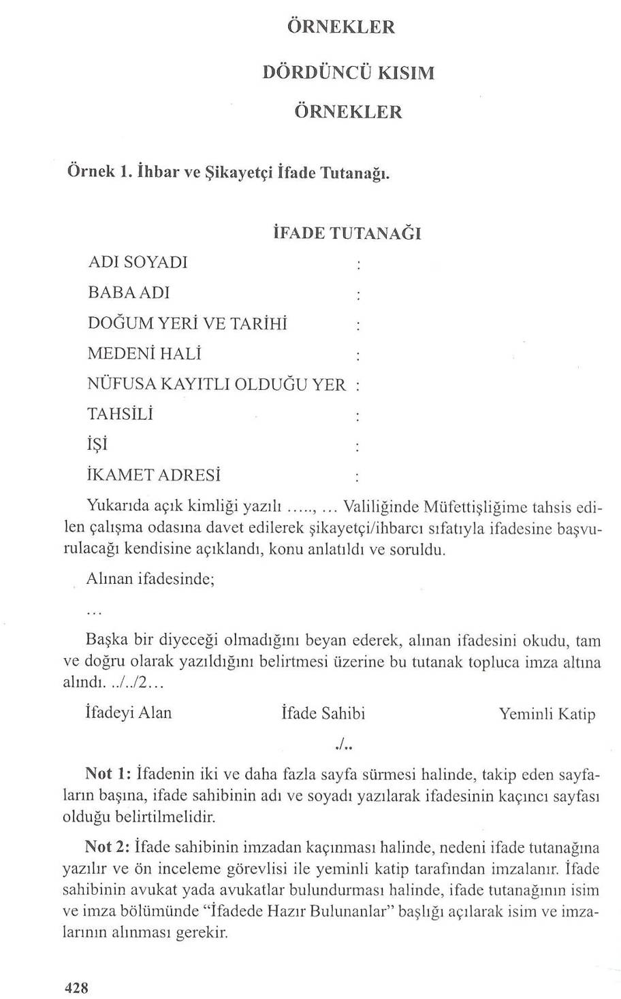 ÖRNEKLER
DÖRDÜNCÜ KISIM
ÖRNEKLER
Örnek 1. İhbar ve Şikayetçi İfade Tutanağı.
İFADE TUTANAĞI
ADI SOYADI :
BABA ADI :
DOĞUM YERİ VE TARİHİ :
MEDENİ HALİ :
NÜFUSA KAYITLI OLDUĞU YER :
TAHSİLİ :
İŞİ :
İKAMET ADRESİ :
Yukarıda açık kimliği yazılı ....., ... Valiliğinde Müfettişliğime tahsis edi-
len çalışma odasına davet edilerek şikayetçi/ihbarcı sıfatıyla ifadesine başvu-
rulacağı kendisine açıklandı, konu anlatıldı ve soruldu.
Alınan ifadesinde;
...
Başka bir diyeceği olmadığını beyan ederek, alınan ifadesini okudu, tam
ve doğru olarak yazıldığını belirtmesi üzerine bu tutanak topluca imza altına
alındı. ../../2...
İfadeyi Alan İfade Sahibi Yeminli Katip
./..
Not 1: İfadenin iki ve daha fazla sayfa sürmesi halinde, takip eden sayfa-
ların başına, ifade sahibinin adı ve soyadı yazılarak ifadesinin kaçıncı sayfası
olduğu belirtilmelidir.
Not 2: İfade sahibinin imzadan kaçınması halinde, nedeni ifade tutanağına
yazılır ve ön inceleme görevlisi ile yeminli katip tarafından imzalanır. İfade
sahibinin avukat yada avukatlar bulundurması halinde, ifade tutanağının isim
ve imza bölümünde “İfadede Hazır Bulunanlar” başlığı açılarak isim ve imza-
larının alınması gerekir.
428